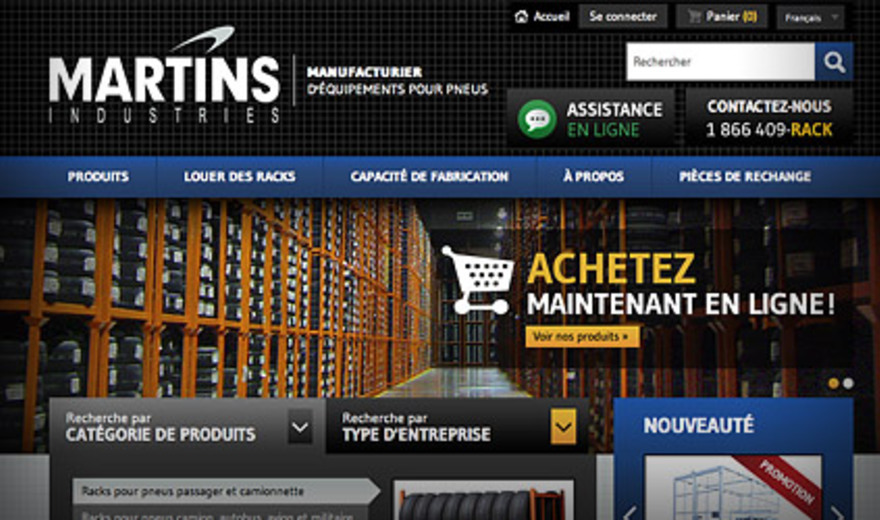 Accueil
Se connecter
Panier (0)
Français
MARTINS
INDUSTRIES
MANUFACTURIER
D'ÉQUIPEMENTS POUR PNEUS
Rechercher
ASSISTANCE
EN LIGNE
CONTACTEZ-NOUS
1 866 409-RACK
PRODUITS
LOUER DES RACKS
CAPACITÉ DE FABRICATION
À PROPOS
PIÈCES DE RECHANGE
ACHETEZ
MAINTENANT EN LIGNE!
Voir nos produits »
Recherche par
CATÉGORIE DE PRODUITS
Recherche par
TYPE D'ENTREPRISE
NOUVEAUTÉ
PROMOTION
Racks pour pneus passager et camionnette
Racks pour pneus camion, autobus, avion et militaire